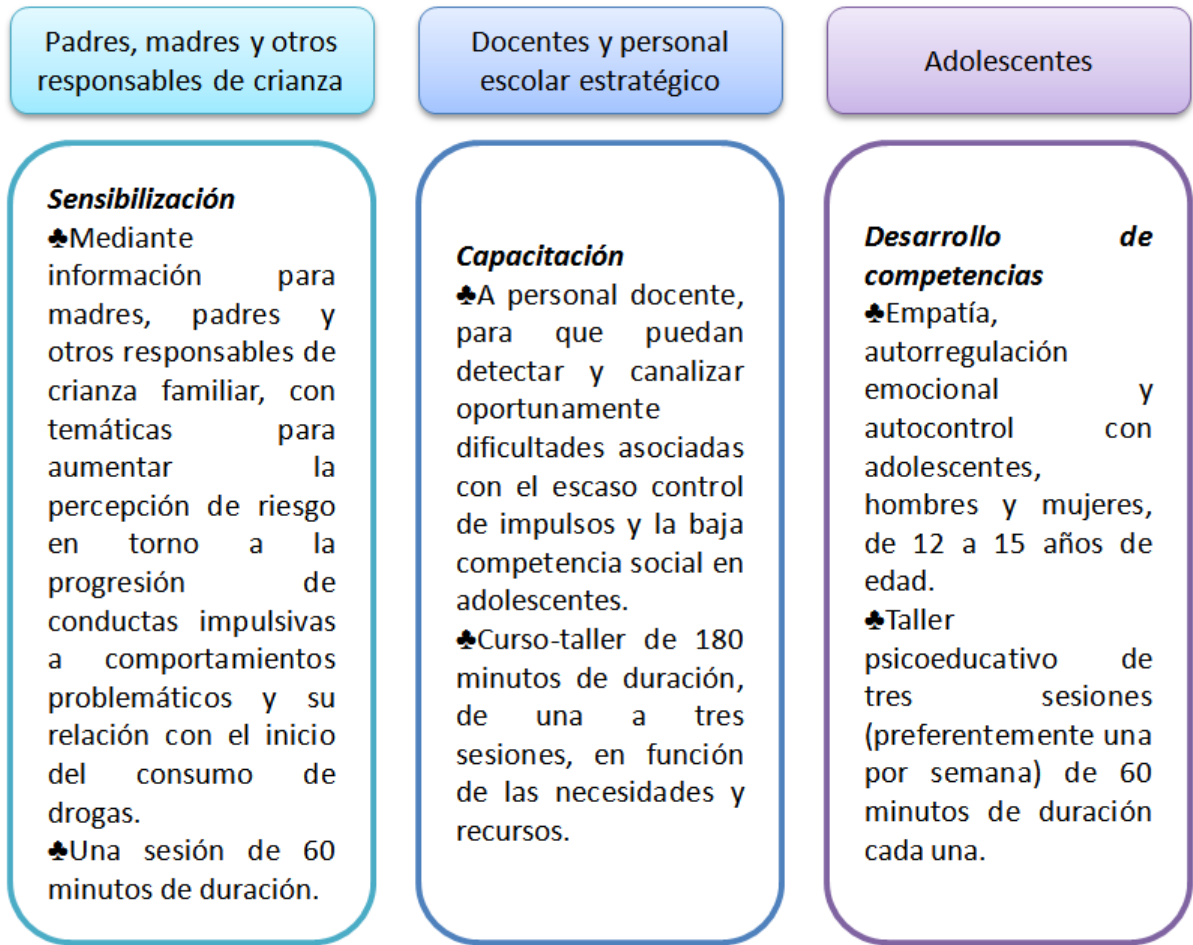 Padres, madres y otros
responsables de crianza
Docentes y personal
escolar estratégico
Adolescentes
Sensibilización
♣Mediante
información para
madres, padres y
otros responsables de
crianza familiar, con
temáticas para
aumentar la
percepción de riesgo
en torno a la
progresión de
conductas impulsivas
a comportamientos
problemáticos y su
relación con el inicio
del consumo de
drogas.
♣Una sesión de 60
minutos de duración.
Capacitación
♣A personal docente,
para que puedan
detectar y canalizar
oportunamente
dificultades asociadas
con el escaso control
de impulsos y la baja
competencia social en
adolescentes.
♣Curso-taller de 180
minutos de duración,
de una a tres
sesiones, en función
de las necesidades y
recursos.
Desarrollo de
competencias
♣Empatía,
autorregulación
emocional y
autocontrol con
adolescentes,
hombres y mujeres,
de 12 a 15 años de
edad.
♣Taller
psicoeducativo de
tres sesiones
(preferentemente una
por semana) de 60
minutos de duración
cada una.